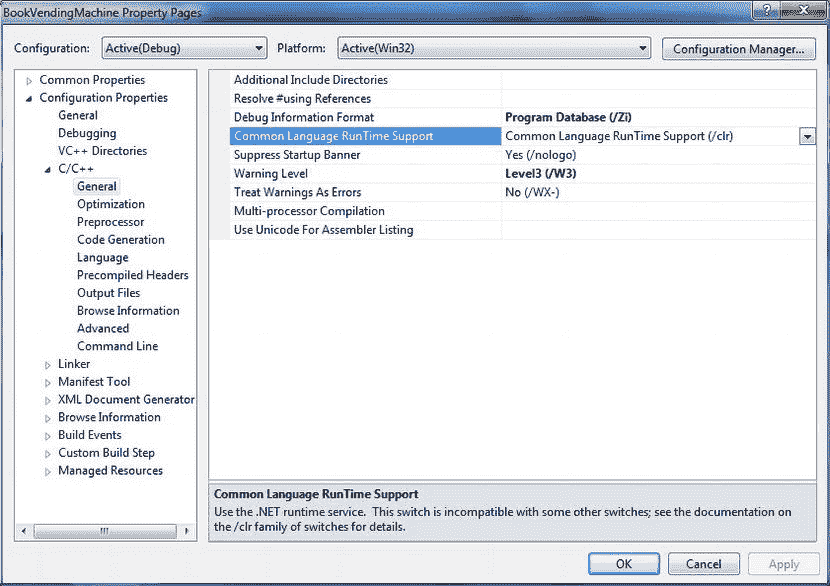 BookVendingMachine Property Pages
Configuration: Active(Debug) Platform: Active(Win32) Configuration Manager...
Common Properties
Configuration Properties
General
Debugging
VC++ Directories
C/C++
General
Optimization
Preprocessor
Code Generation
Language
Precompiled Headers
Output Files
Browse Information
Advanced
Command Line
Linker
Manifest Tool
XML Document Generator
Browse Information
Build Events
Custom Build Step
Managed Resources
Additional Include Directories
Resolve #using References
Debug Information Format Program Database (/Zi)
Common Language RunTime Support Common Language RunTime Support (/clr)
Suppress Startup Banner Yes (/nologo)
Warning Level Level3 (/W3)
Treat Warnings As Errors No (/WX-)
Multi-processor Compilation
Use Unicode For Assembler Listing
Common Language RunTime Support
Use the .NET runtime service. This switch is incompatible with some other switches; see the documentation on
the /clr family of switches for details.
OK Cancel Apply